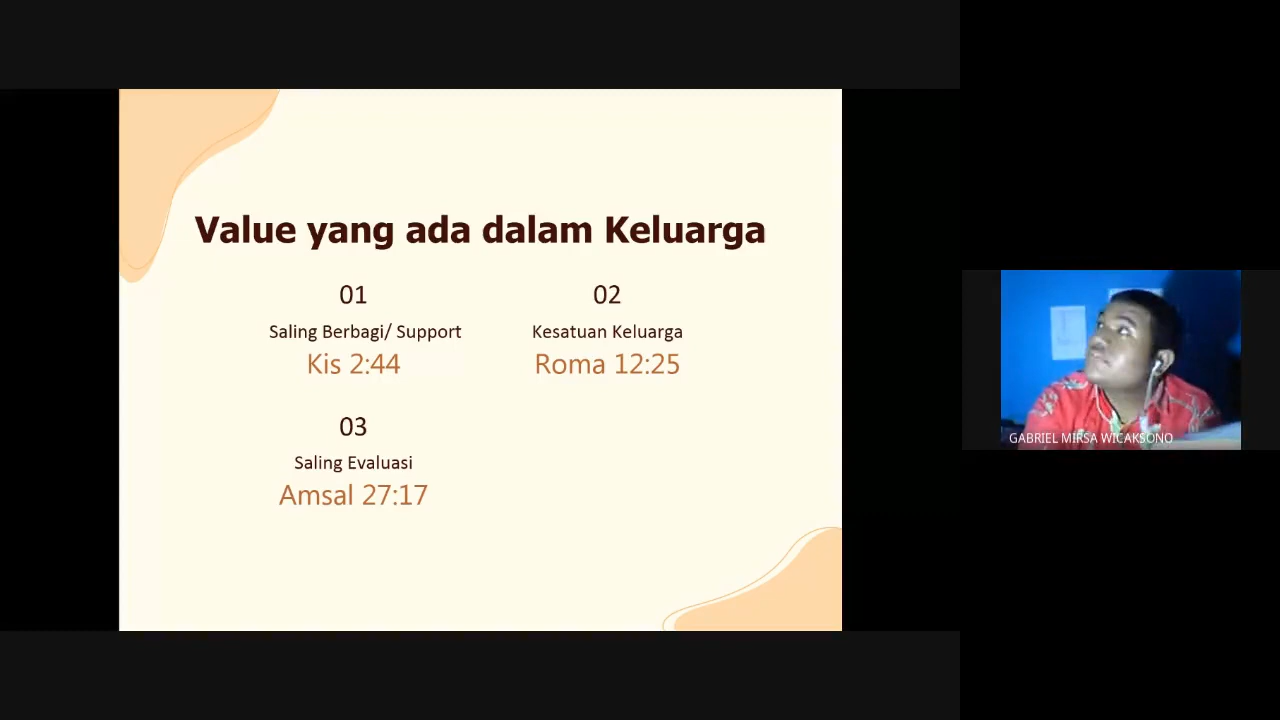 Value yang ada dalam Keluarga
01
Saling Berbagi/ Support
Kis 2:44
02
Kesatuan Keluarga
Roma 12:25
03
Saling Evaluasi
Amsal 27:17
GABRIEL MIRSA WICAKSONO